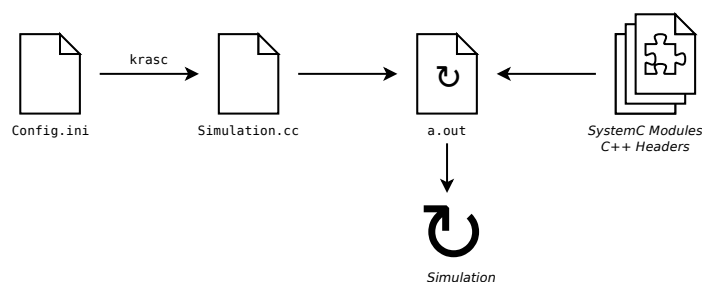 krasc
Config.ini
Simulation.cc
a.out
SystemC Modules
C++ Headers
Simulation